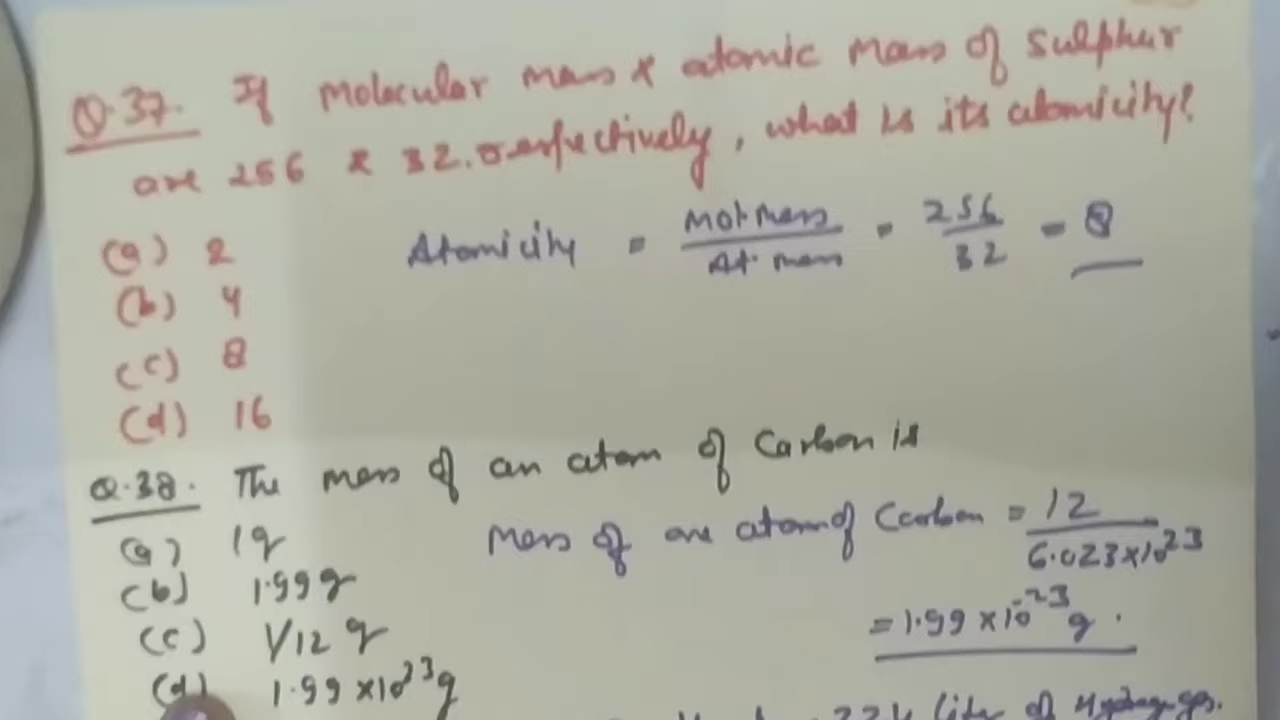 Q.37. If molecular mass & atomic mass of sulphur
are 256 & 32. respectively, what is its atomicity?
(a) 2
Atomicity = Mol mass / At. mass = 256 / 32 = 8
(b) 4
(c) 8
(d) 16
Q.38. The mass of an atom of Carbon is
(a) 1g
Mass of one atom of Carbon = 12 / 6.023×10^23
(b) 1.99g
(c) 1/12 g
= 1.99 × 10^-23 g.
(d) 1.99 ×10^23 g
of Hydrogen gas.